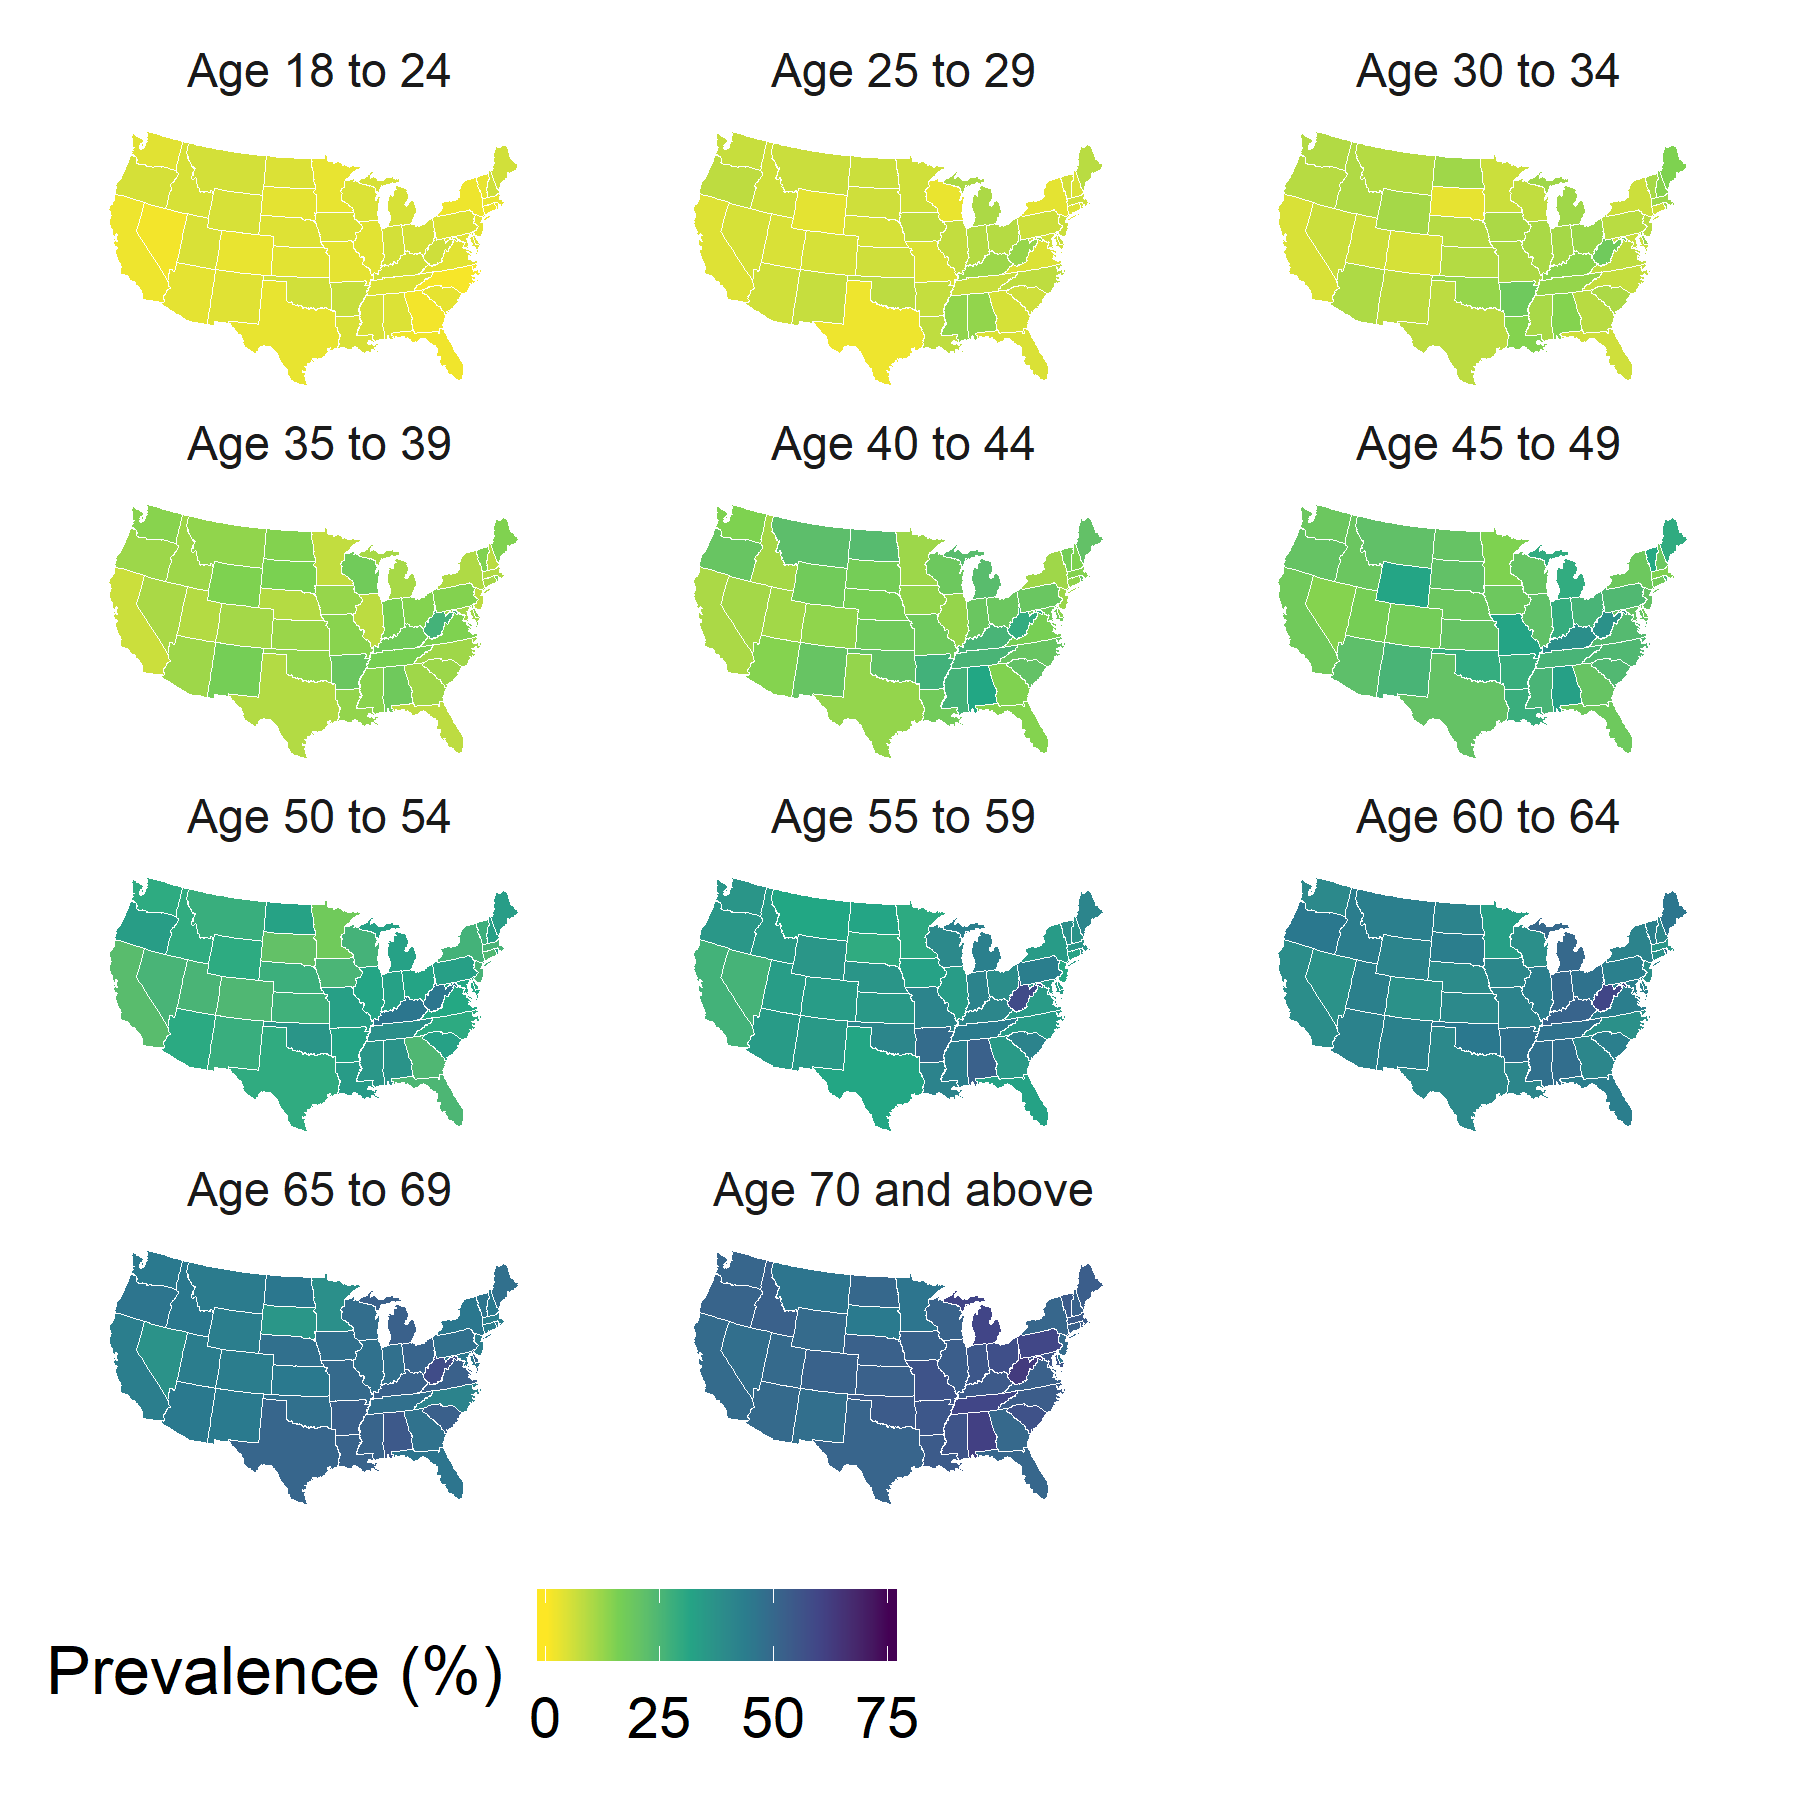 Age 18 to 24
Age 25 to 29
Age 30 to 34
Age 35 to 39
Age 40 to 44
Age 45 to 49
Age 50 to 54
Age 55 to 59
Age 60 to 64
Age 65 to 69
Age 70 and above
Prevalence (%)
0 25 50 75